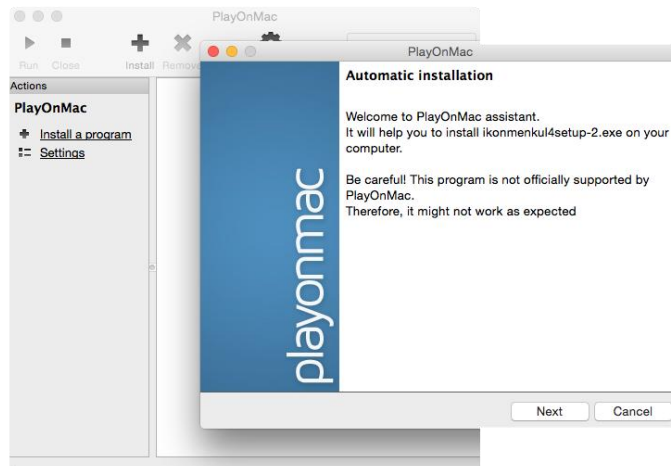 PlayOnMac
Run Close Install Remove
Actions
PlayOnMac
Install a program
Settings
PlayOnMac
playonmac
Automatic installation
Welcome to PlayOnMac assistant.
It will help you to install ikonmenkul4setup-2.exe on your
computer.
Be careful! This program is not officially supported by
PlayOnMac.
Therefore, it might not work as expected
Next Cancel